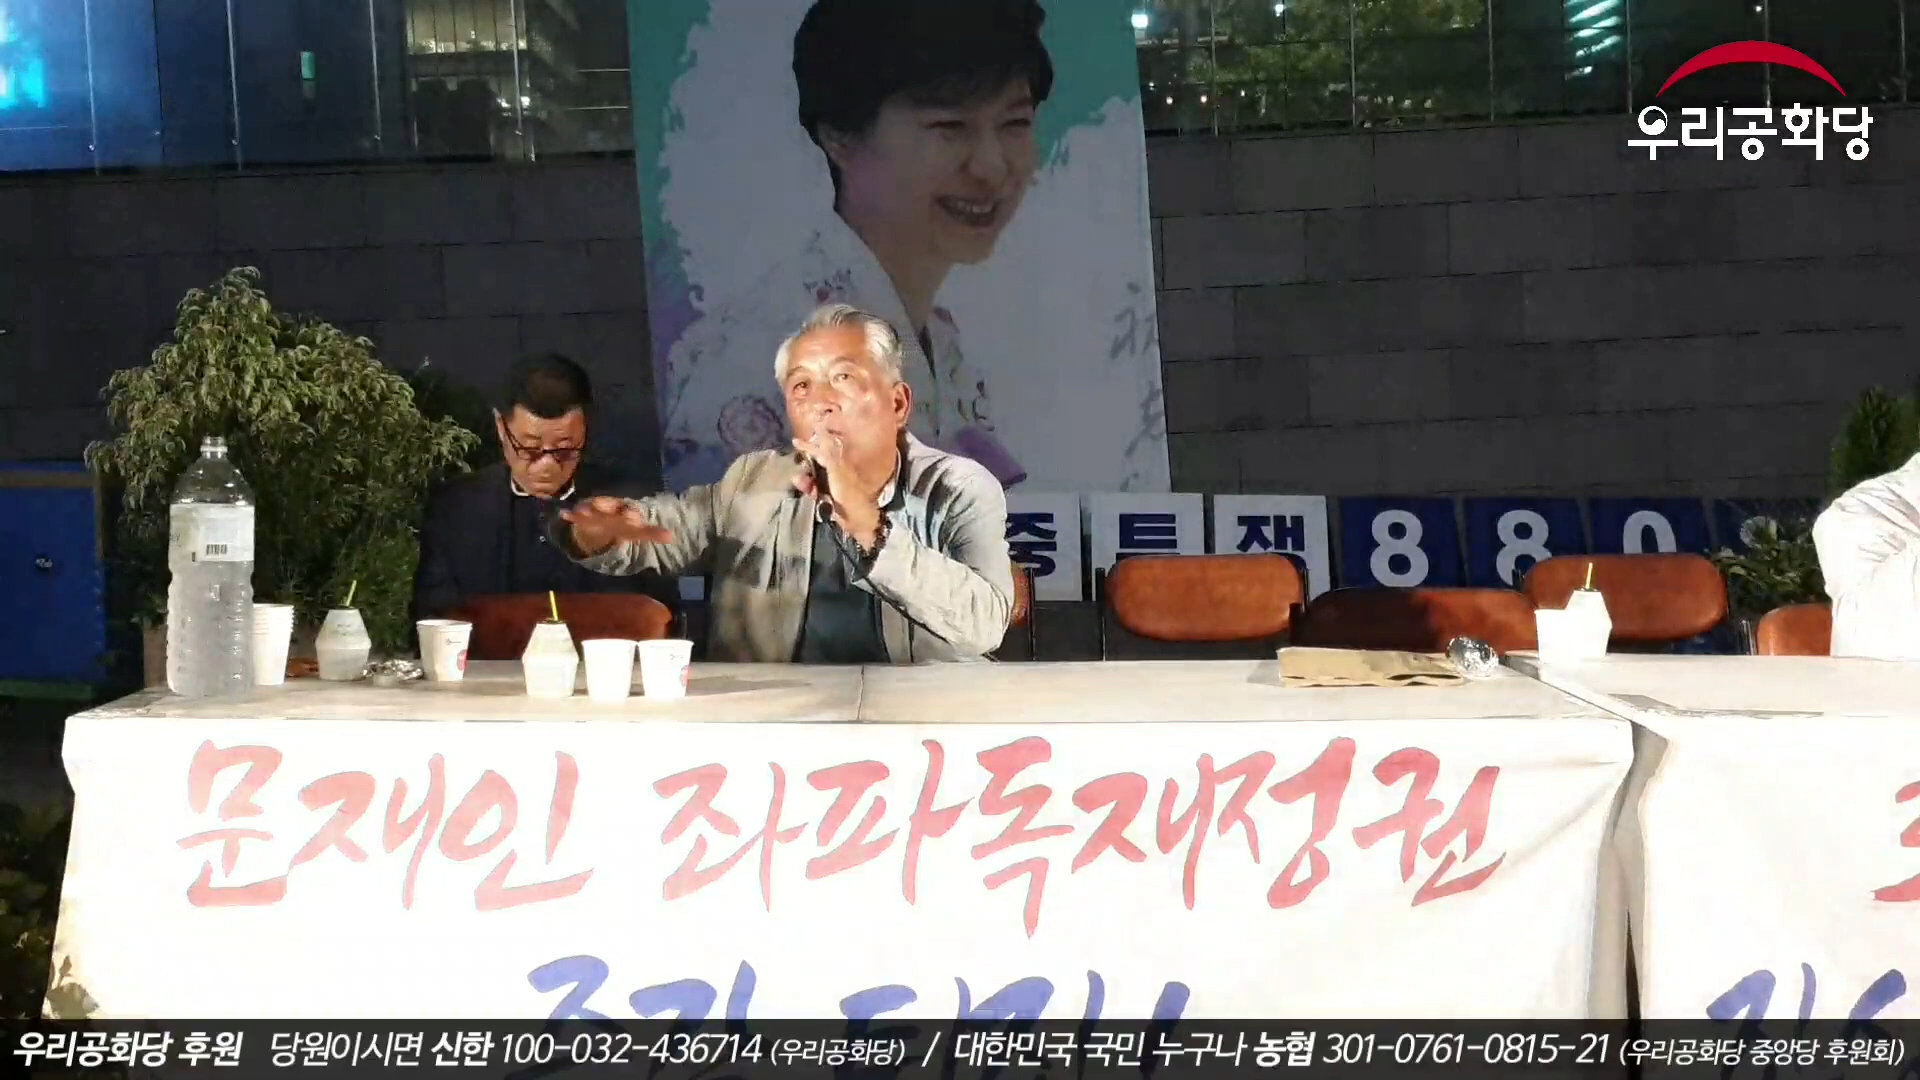 우리공화당
중 투쟁 880
문재인 좌파독재정권
우리공화당 후원 당원이시면 신한 100-032-436714 (우리공화당) / 대한민국 국민 누구나 농협 301-0761-0815-21 (우리공화당 중앙당 후원회)